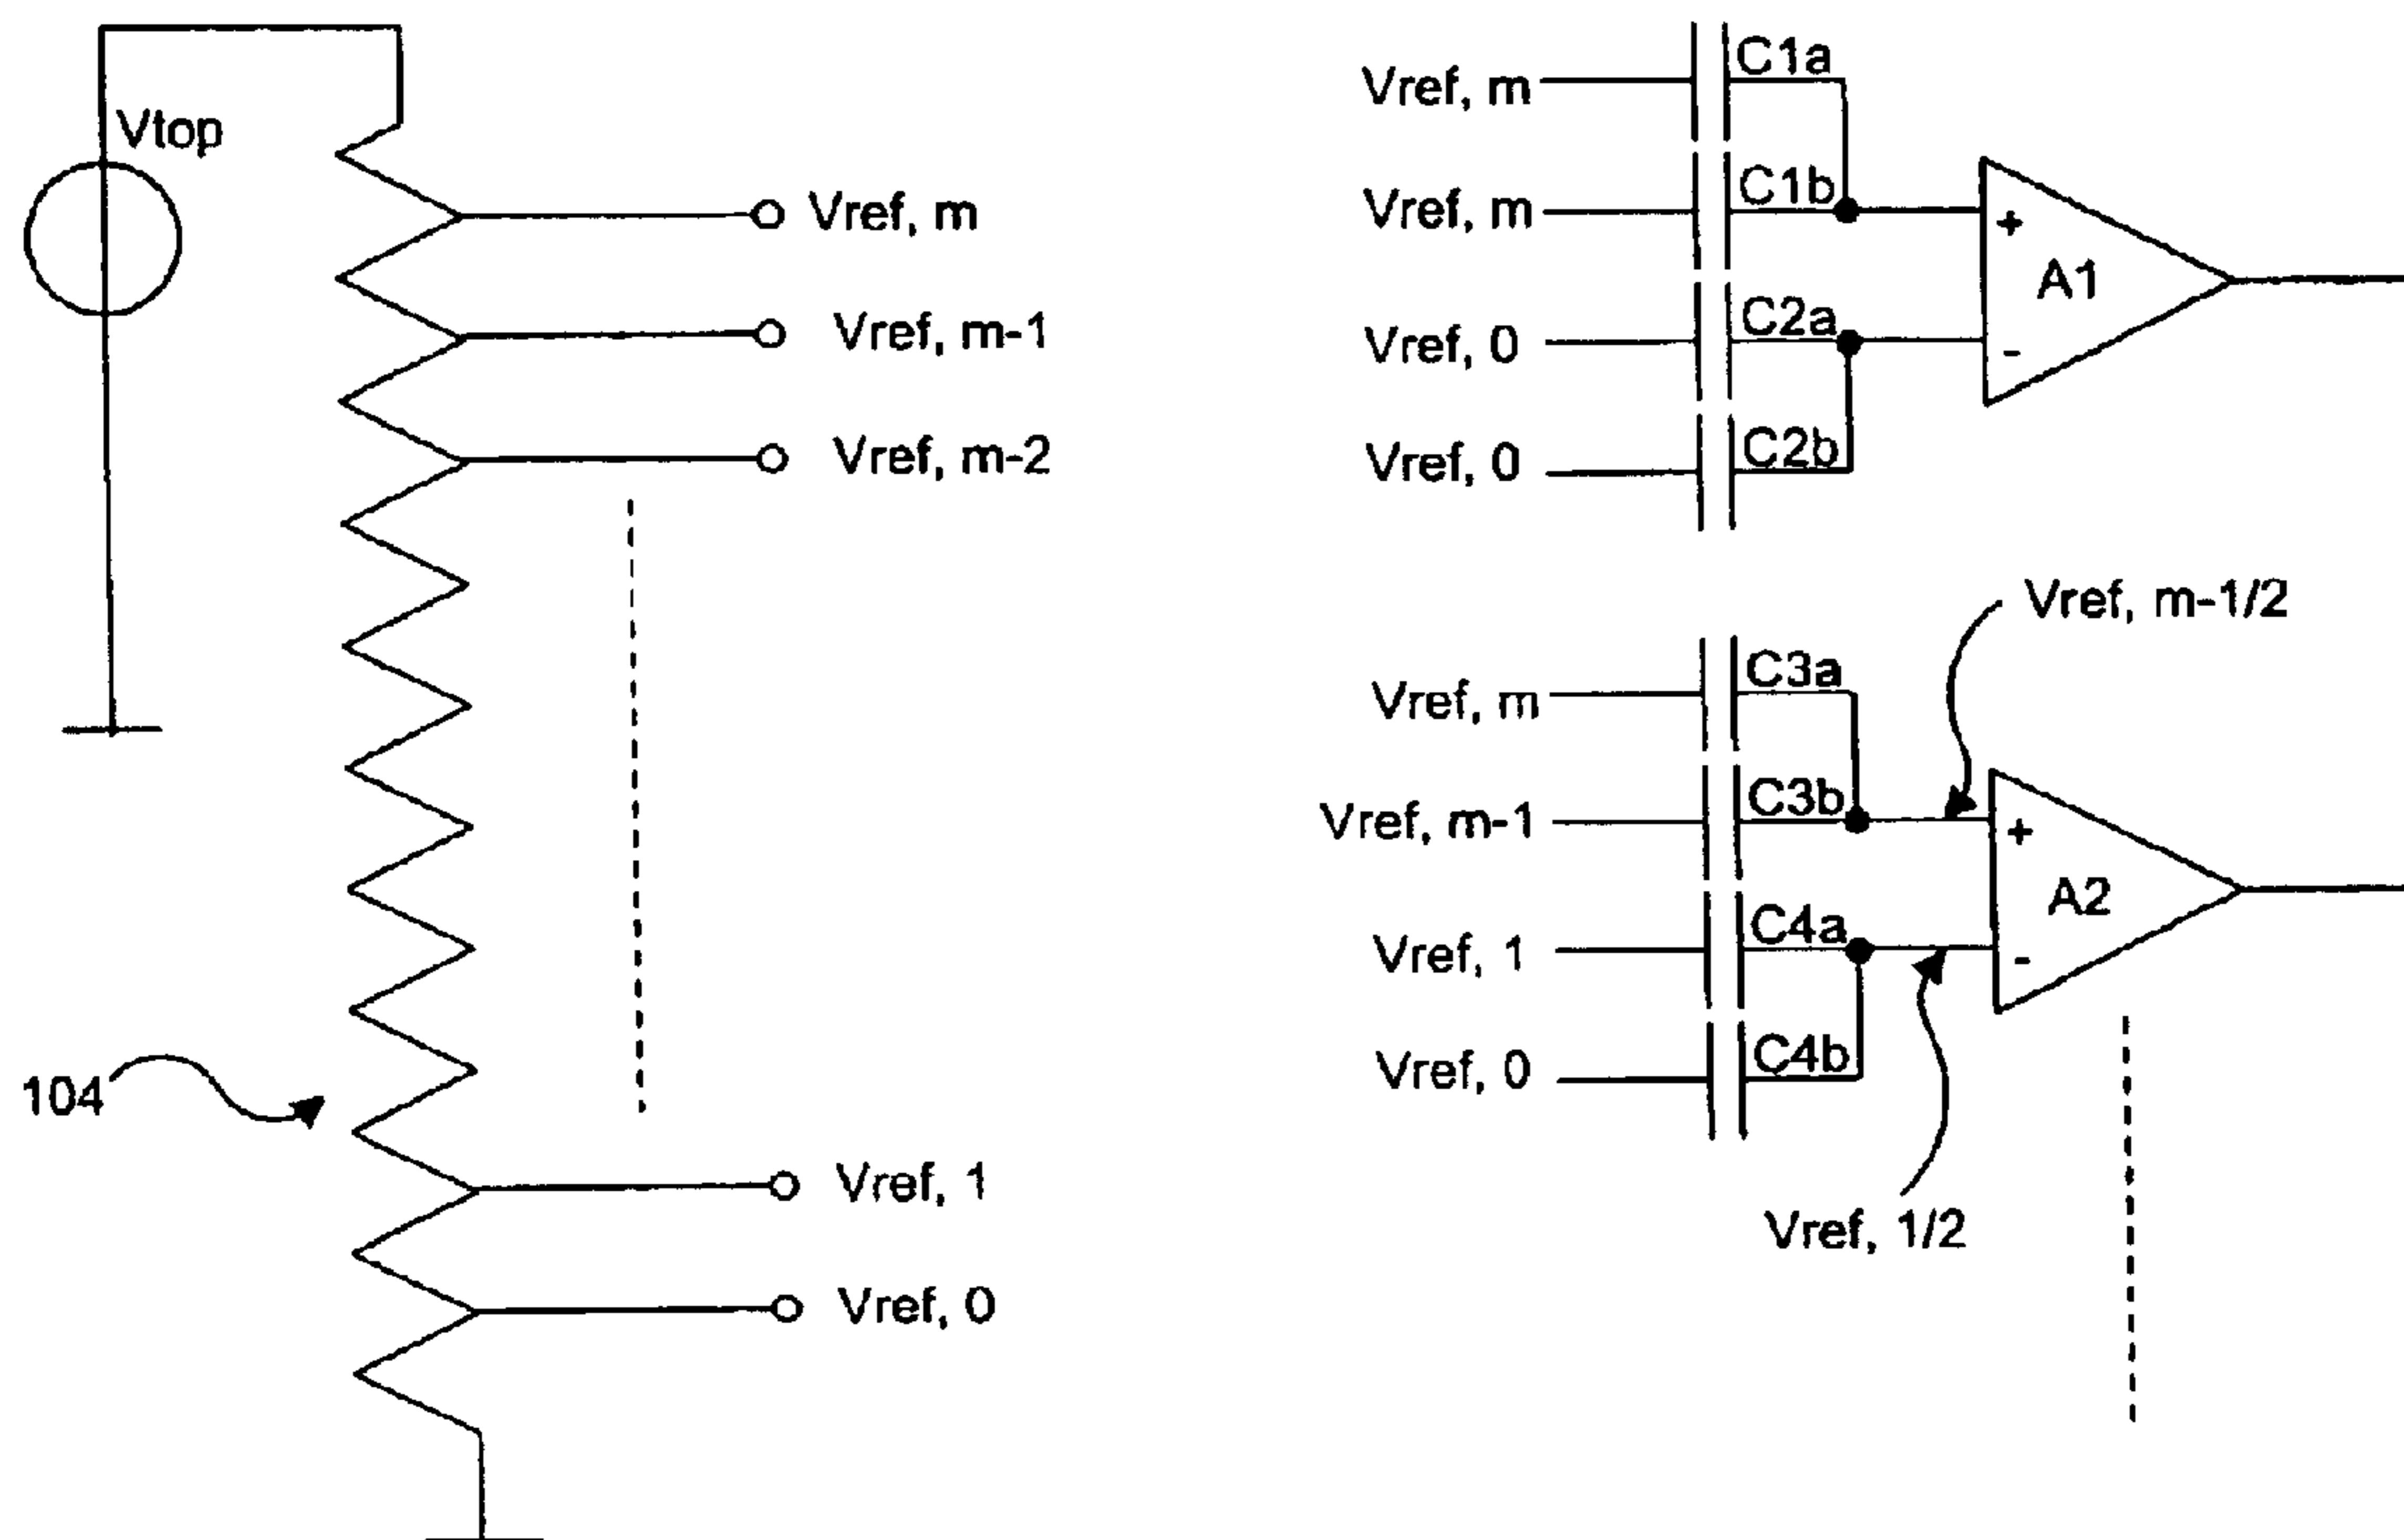 Vtop
Vref, m
Vref, m-1
Vref, m-2
Vref, 1
Vref, 0
104
Vref, m
C1a
Vref, m
C1b
+
A1
Vref, 0
C2a
-
Vref, 0
C2b
Vref, m-1/2
Vref, m
C3a
Vref, m-1
C3b
+
A2
Vref, 1
C4a
-
Vref, 0
C4b
Vref, 1/2